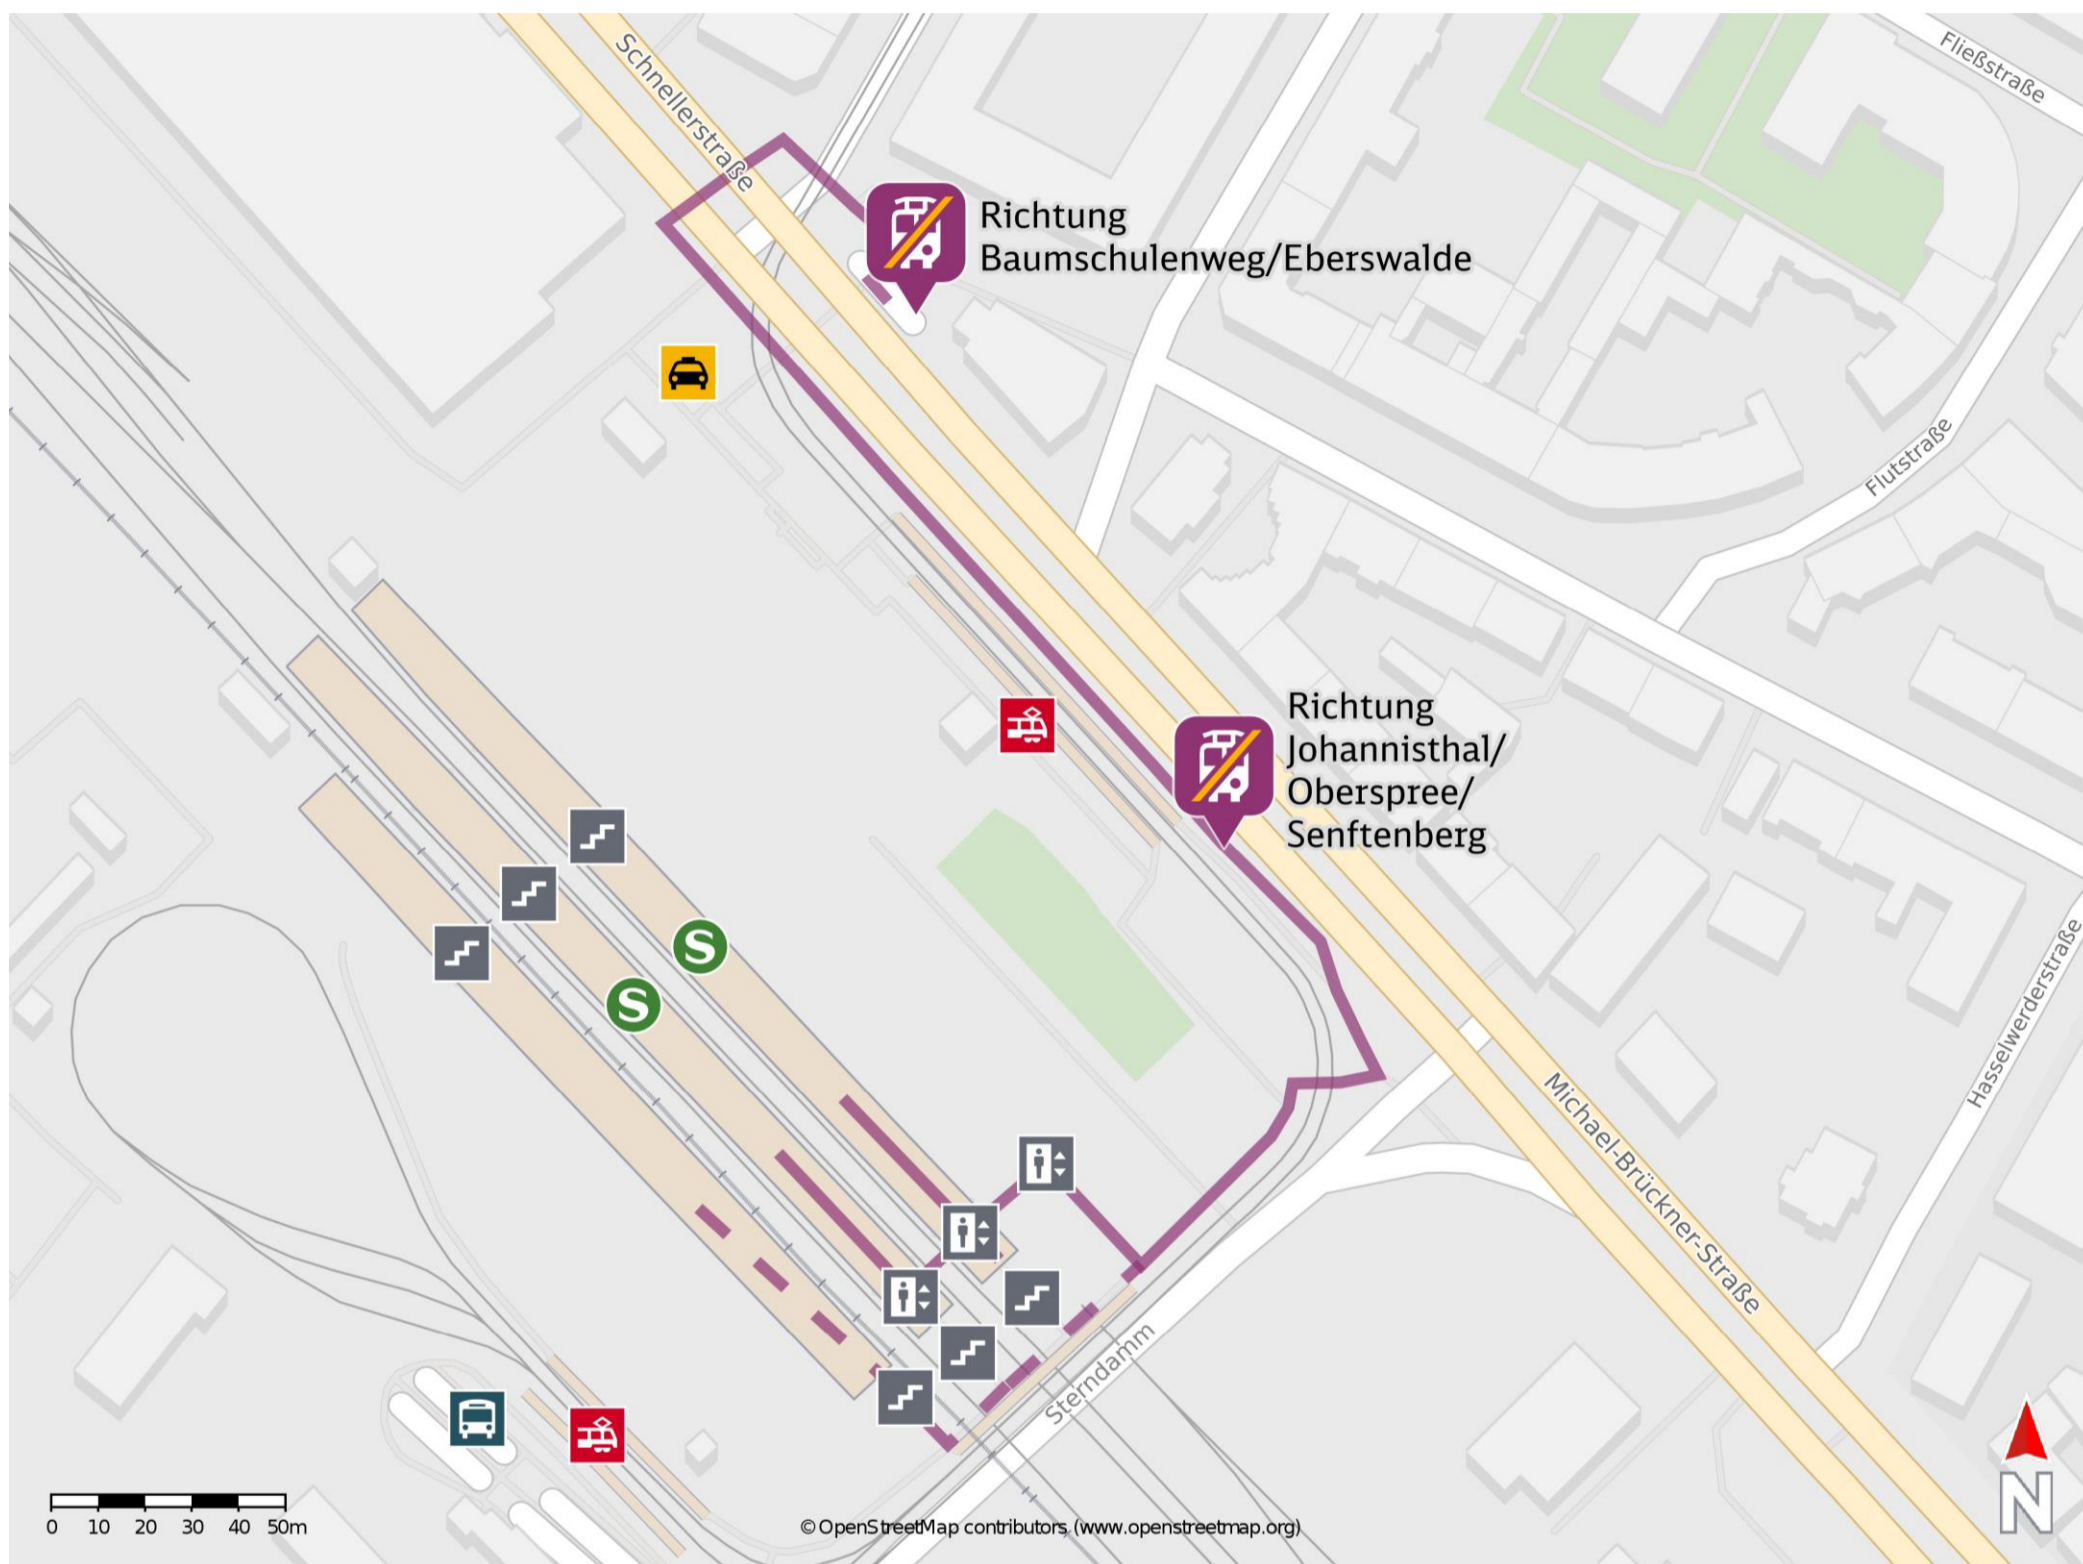 Schnellerstraße
Fließstraße
Richtung
Baumschulenweg/Eberswalde
Flutstraße
Richtung
Johannisthal/
Oberspree/
Senftenberg
S
S
Hasselwerderstraße
Michael-Brückner-Straße
Sterndamm
N
0 10 20 30 40 50m
© OpenStreetMap contributors (www.openstreetmap.org)